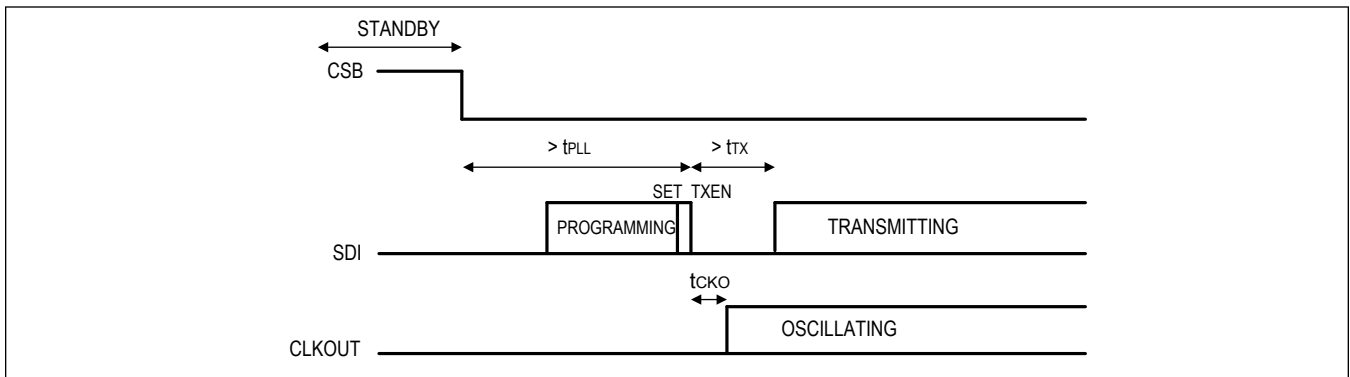 STANDBY
CSB
> tPLL
> tTX
SET TXEN
PROGRAMMING
TRANSMITTING
SDI
tCKO
OSCILLATING
CLKOUT